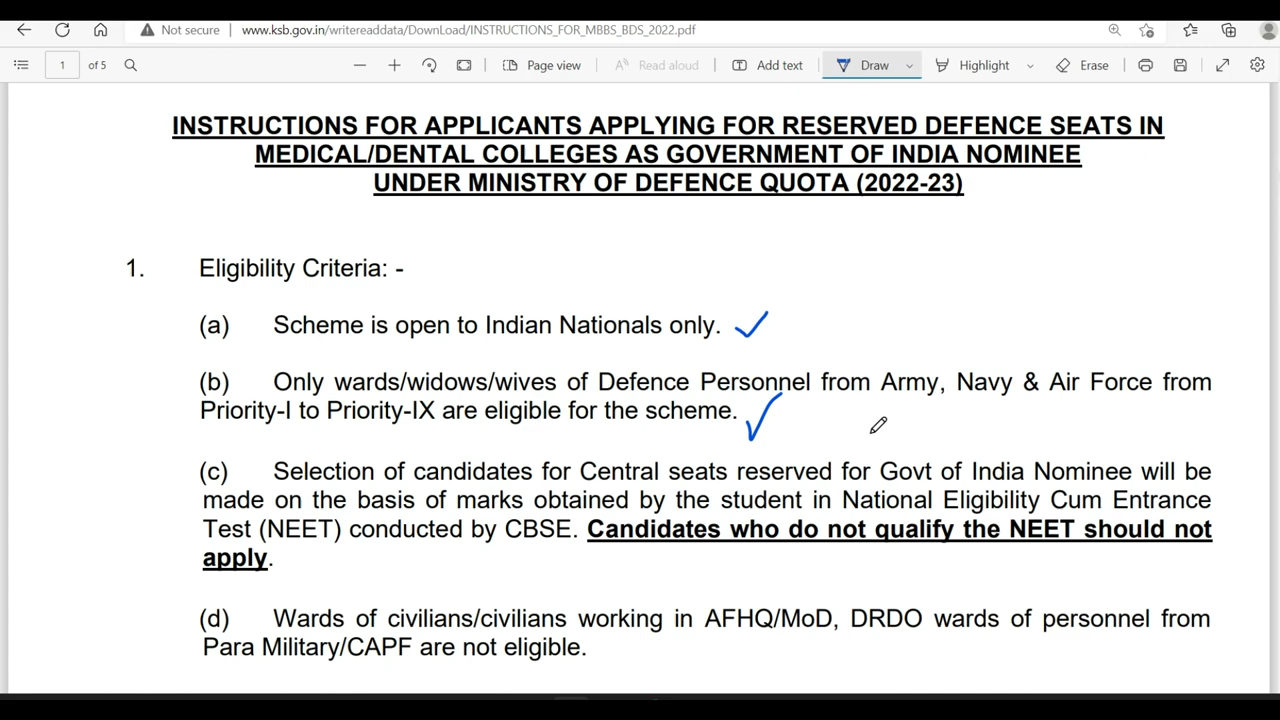 Not secure | www.ksb.gov.in/writereaddata/DownLoad/INSTRUCTIONS_FOR_MBBS_BDS_2022.pdf
1 of 5 Page view Read aloud Add text Draw Highlight Erase
INSTRUCTIONS FOR APPLICANTS APPLYING FOR RESERVED DEFENCE SEATS IN
MEDICAL/DENTAL COLLEGES AS GOVERNMENT OF INDIA NOMINEE
UNDER MINISTRY OF DEFENCE QUOTA (2022-23)
1. Eligibility Criteria: -
(a) Scheme is open to Indian Nationals only.
(b) Only wards/widows/wives of Defence Personnel from Army, Navy & Air Force from
Priority-I to Priority-IX are eligible for the scheme.
(c) Selection of candidates for Central seats reserved for Govt of India Nominee will be
made on the basis of marks obtained by the student in National Eligibility Cum Entrance
Test (NEET) conducted by CBSE. Candidates who do not qualify the NEET should not
apply.
(d) Wards of civilians/civilians working in AFHQ/MoD, DRDO wards of personnel from
Para Military/CAPF are not eligible.